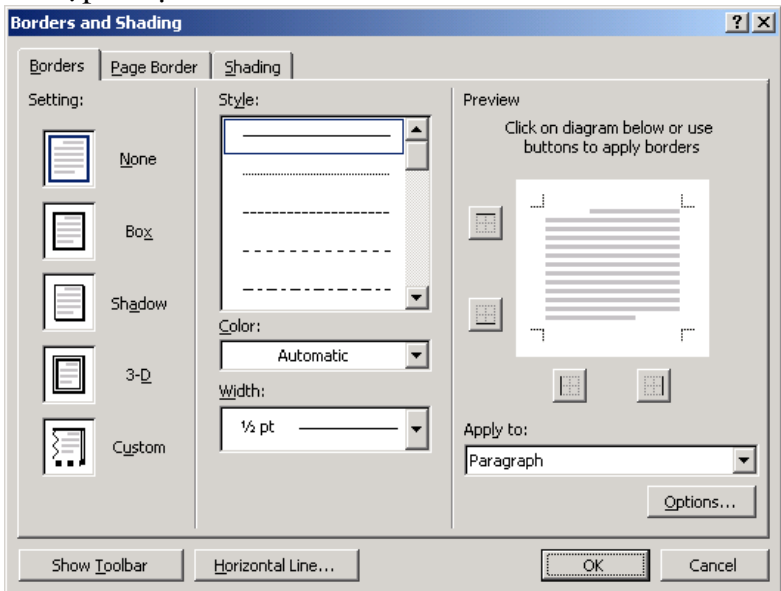 Borders and Shading
Borders
Page Border
Shading
Setting:
None
Box
Shadow
3-D
Custom
Style:
Color:
Automatic
Width:
½ pt
Preview
Click on diagram below or use
buttons to apply borders
Apply to:
Paragraph
Options...
Show Toolbar
Horizontal Line...
OK
Cancel